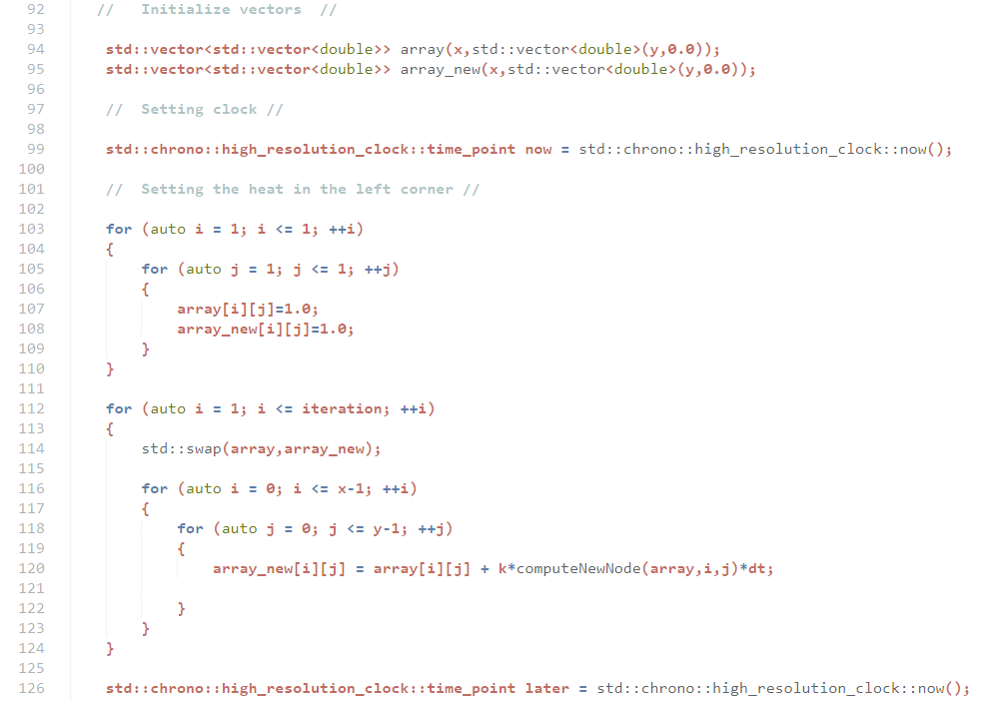 92 //   Initialize vectors  //
93
94 std::vector<std::vector<double>> array(x,std::vector<double>(y,0.0));
95 std::vector<std::vector<double>> array_new(x,std::vector<double>(y,0.0));
96
97 //  Setting clock //
98
99 std::chrono::high_resolution_clock::time_point now = std::chrono::high_resolution_clock::now();
100
101 //  Setting the heat in the left corner //
102
103 for (auto i = 1; i <= 1; ++i)
104 {
105     for (auto j = 1; j <= 1; ++j)
106     {
107         array[i][j]=1.0;
108         array_new[i][j]=1.0;
109     }
110 }
111
112 for (auto i = 1; i <= iteration; ++i)
113 {
114     std::swap(array,array_new);
115
116     for (auto i = 0; i <= x-1; ++i)
117     {
118         for (auto j = 0; j <= y-1; ++j)
119         {
120             array_new[i][j] = array[i][j] + k*computeNewNode(array,i,j)*dt;
121
122         }
123     }
124 }
125
126 std::chrono::high_resolution_clock::time_point later = std::chrono::high_resolution_clock::now();